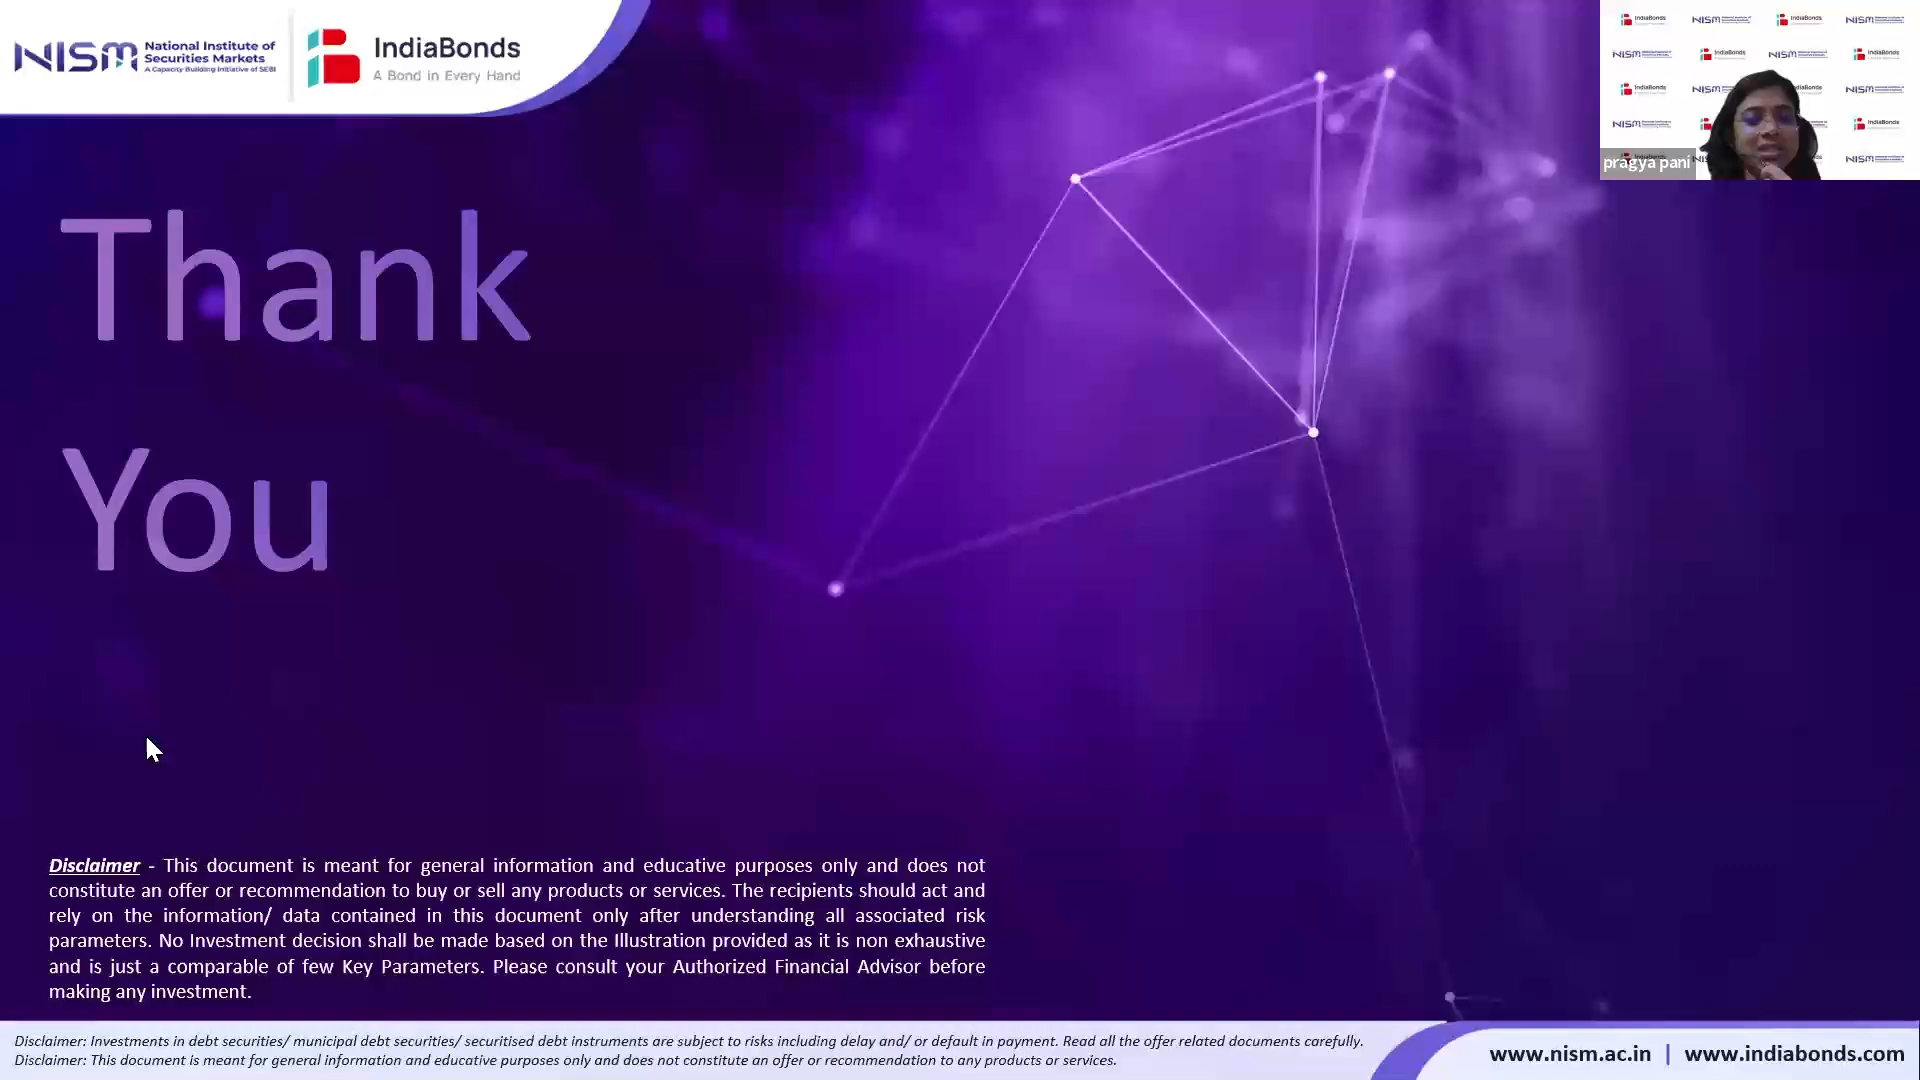 NISM National Institute of
Securities Markets
A Capacity Building Initiative of SEBI
IndiaBonds
A Bond in Every Hand
pragya pani
Thank
You
Disclaimer - This document is meant for general information and educative purposes only and does not
constitute an offer or recommendation to buy or sell any products or services. The recipients should act and
rely on the information/ data contained in this document only after understanding all associated risk
parameters. No Investment decision shall be made based on the Illustration provided as it is non exhaustive
and is just a comparable of few Key Parameters. Please consult your Authorized Financial Advisor before
making any investment.
Disclaimer: Investments in debt securities/ municipal debt securities/ securitised debt instruments are subject to risks including delay and/ or default in payment. Read all the offer related documents carefully.
Disclaimer: This document is meant for general information and educative purposes only and does not constitute an offer or recommendation to any products or services.
www.nism.ac.in | www.indiabonds.com